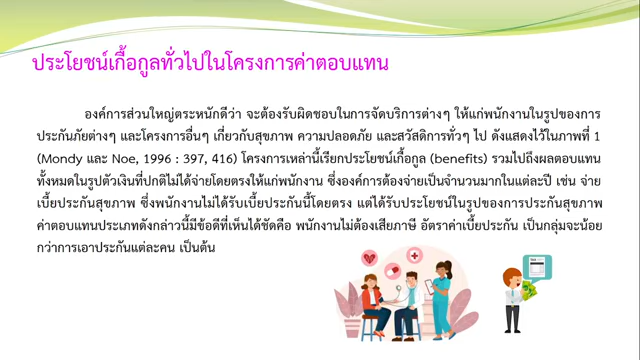 ประโยชน์เกื้อกูลทั่วไปในโครงการค่าตอบแทน
องค์การส่วนใหญ่ตระหนักดีว่า จะต้องรับผิดชอบในการจัดบริการต่างๆ ให้แก่พนักงานในรูปของการ
ประกันภัยต่างๆ และโครงการอื่นๆ เกี่ยวกับสุขภาพ ความปลอดภัย และสวัสดิการทั่วๆ ไป ดังแสดงไว้ในภาพที่ 1
(Mondy และ Noe, 1996 : 397, 416) โครงการเหล่านี้เรียกประโยชน์เกื้อกูล (benefits) รวมไปถึงผลตอบแทน
ทั้งหมดในรูปตัวเงินที่ปกติไม่ได้จ่ายโดยตรงให้แก่พนักงาน ซึ่งองค์การต้องจ่ายเป็นจำนวนมากในแต่ละปี เช่น จ่าย
เบี้ยประกันสุขภาพ ซึ่งพนักงานไม่ได้รับเบี้ยประกันนี้โดยตรง แต่ได้รับประโยชน์ในรูปของการประกันสุขภาพ
ค่าตอบแทนประเภทดังกล่าวนี้มีข้อดีที่เห็นได้ชัดคือ พนักงานไม่ต้องเสียภาษี อัตราค่าเบี้ยประกัน เป็นกลุ่มจะน้อย
กว่าการเอาประกันแต่ละคน เป็นต้น